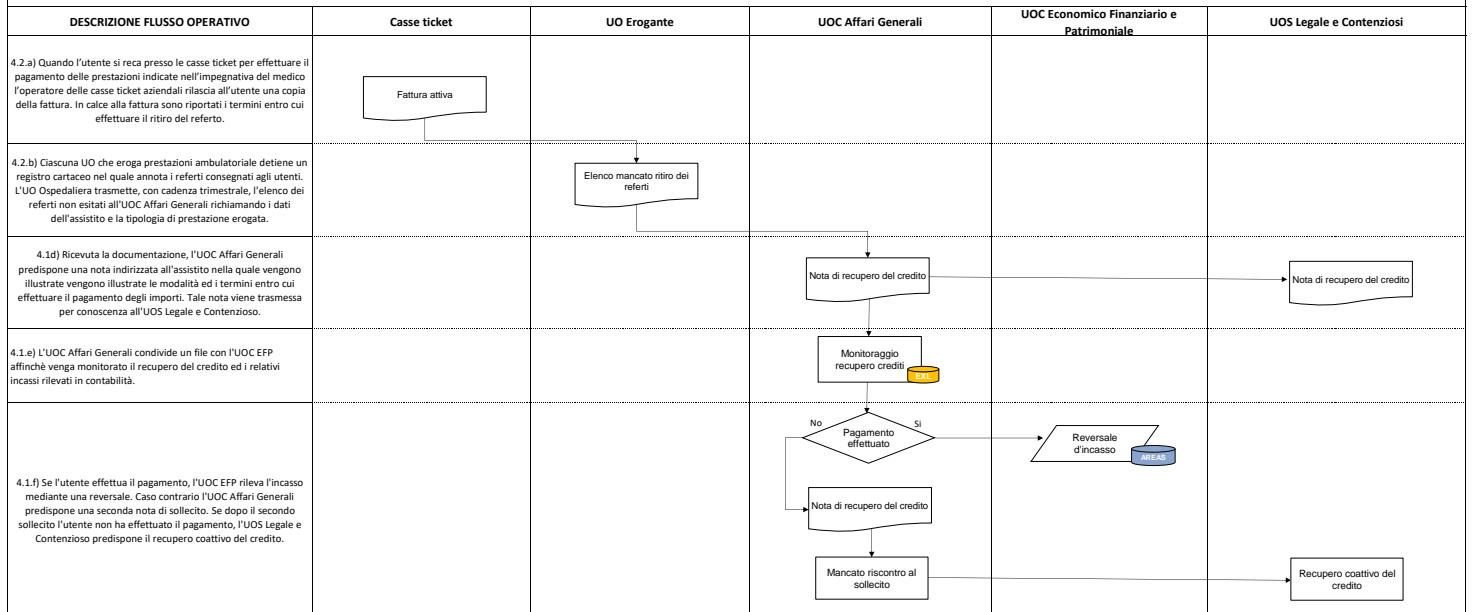 DESCRIZIONE FLUSSO OPERATIVO
Casse ticket
UO Erogante
UOC Affari Generali
UOC Economico Finanziario e
Patrimoniale
UOS Legale e Contenziosi
4.2.a) Quando l'utente si reca presso le casse ticket per effettuare il
pagamento delle prestazioni indicate nell'impegnativa del medico
l'operatore delle casse ticket aziendali rilascia all'utente una copia
della fattura. In calce alla fattura sono riportati i termini entro cui
effettuare il ritiro del referto.
Fattura attiva
4.2.b) Ciascuna UO che eroga prestazioni ambulatoriale detiene un
registro cartaceo nel quale annota i referti consegnati agli utenti.
L'UO Ospedaliera trasmette, con cadenza trimestrale, l'elenco dei
referti non esitati all'UOC Affari Generali richiamando i dati
dell'assistito e la tipologia di prestazione erogata.
Elenco mancato ritiro dei
referti
4.1d) Ricevuta la documentazione, l'UOC Affari Generali
predispone una nota indirizzata all'assistito nella quale vengono
illustrate vengono illustrate le modalità ed i termini entro cui
effettuare il pagamento degli importi. Tale nota viene trasmessa
per conoscenza all'UOS Legale e Contenzioso.
Nota di recupero del credito
Nota di recupero del credito
4.1.e) L'UOC Affari Generali condivide un file con l'UOC EFP
affinchè venga monitorato il recupero del credito ed i relativi
incassi rilevati in contabilità.
Monitoraggio
recupero crediti
EXL
4.1.f) Se l'utente effettua il pagamento, l'UOC EFP rileva l'incasso
mediante una reversale. Caso contrario l'UOC Affari Generali
predispone una seconda nota di sollecito. Se dopo il secondo
sollecito l'utente non ha effettuato il pagamento, l'UOS Legale e
Contenzioso predispone il recupero coattivo del credito.
No
Pagamento
effettuato
Si
Reversale
d'incasso
AREAS
Nota di recupero del credito
Mancato riscontro al
sollecito
Recupero coattivo del
credito